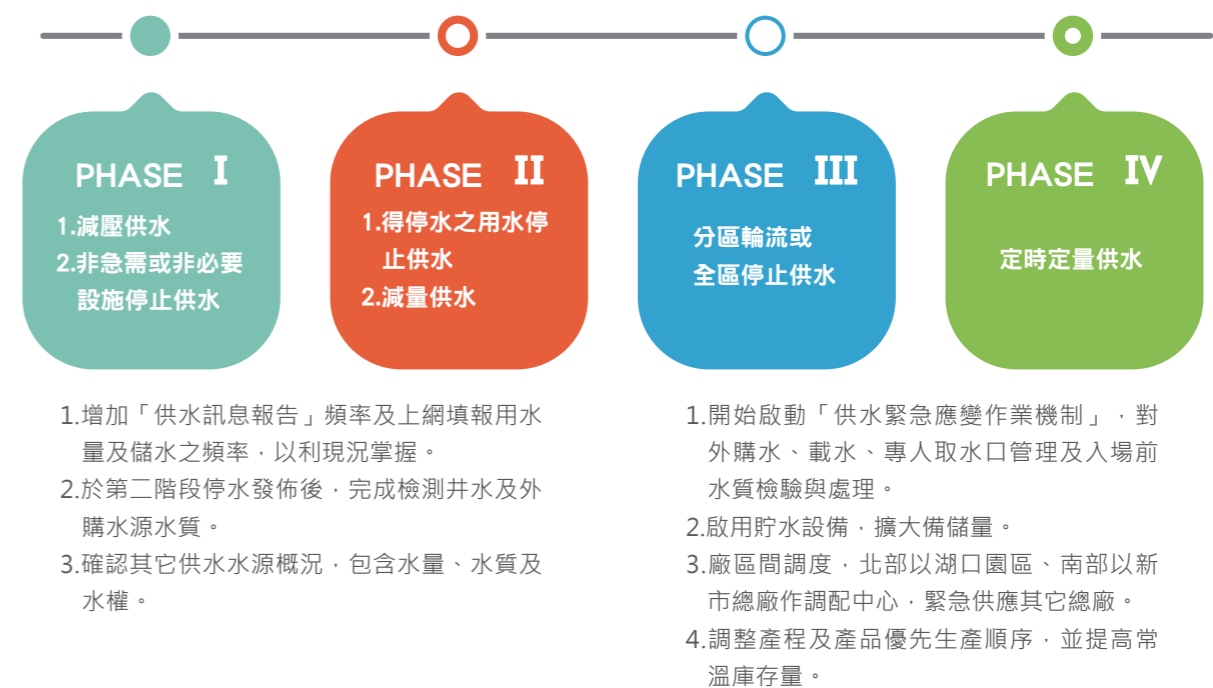 PHASE I
1.減壓供水
2.非急需或非必要
設施停止供水
PHASE II
1.得停水之用水停
止供水
2.減量供水
PHASE III
分區輪流或
全區停止供水
PHASE IV
定時定量供水
1.增加「供水訊息報告」頻率及上網填報用水
量及儲水之頻率，以利現況掌握。
2.於第二階段停水發佈後，完成檢測井水及外
購水源水質。
3.確認其它供水水源概況，包含水量、水質及
水權。
1.開始啟動「供水緊急應變作業機制」，對
外購水、載水、專人取水口管理及入場前
水質檢驗與處理。
2.啟用貯水設備，擴大備儲量。
3.廠區間調度，北部以湖口園區、南部以新
市總廠作調配中心，緊急供應其它總廠。
4.調整產程及產品優先生產順序，並提高常
溫庫存量。